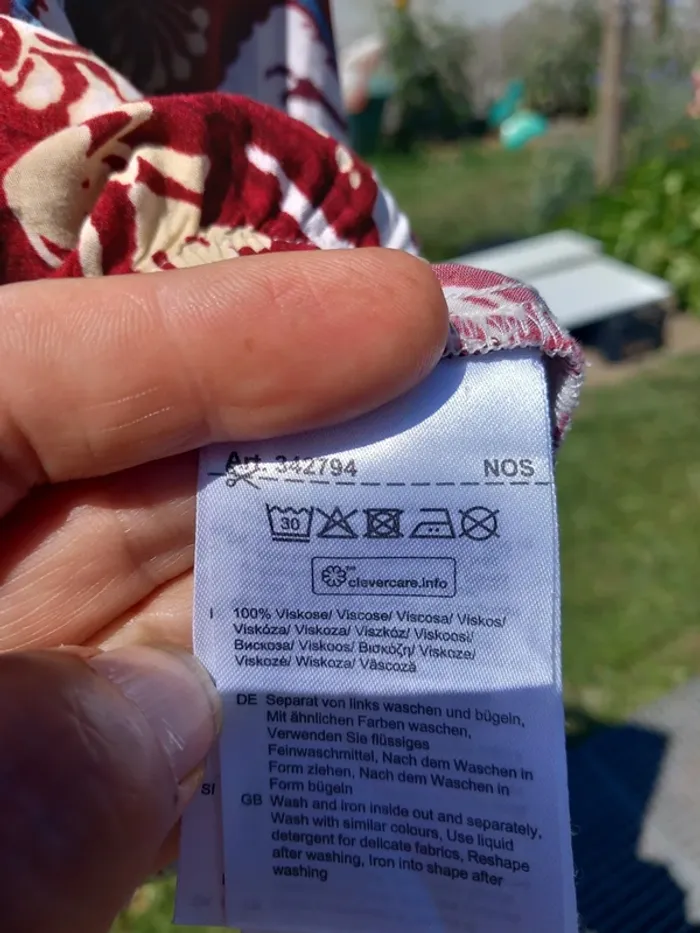 Art. 342794 NOS
30
clevercare.info
I 100% Viskose/ Viscose/ Viscosa/ Viskos/
Viskóza/ Viskoza/ Viszkóz/ Viskoosi/
Вискоза/ Viskoos/ Βισκόζη/ Viskoze/
Viskozė/ Wiskoza/ Vâscoză
DE Separat von links waschen und bügeln,
Mit ähnlichen Farben waschen,
Verwenden Sie flüssiges
Feinwaschmittel, Nach dem Waschen in
Form ziehen, Nach dem Waschen in
Form bügeln
SI
GB Wash and iron inside out and separately,
Wash with similar colours, Use liquid
detergent for delicate fabrics, Reshape
after washing, Iron into shape after
washing